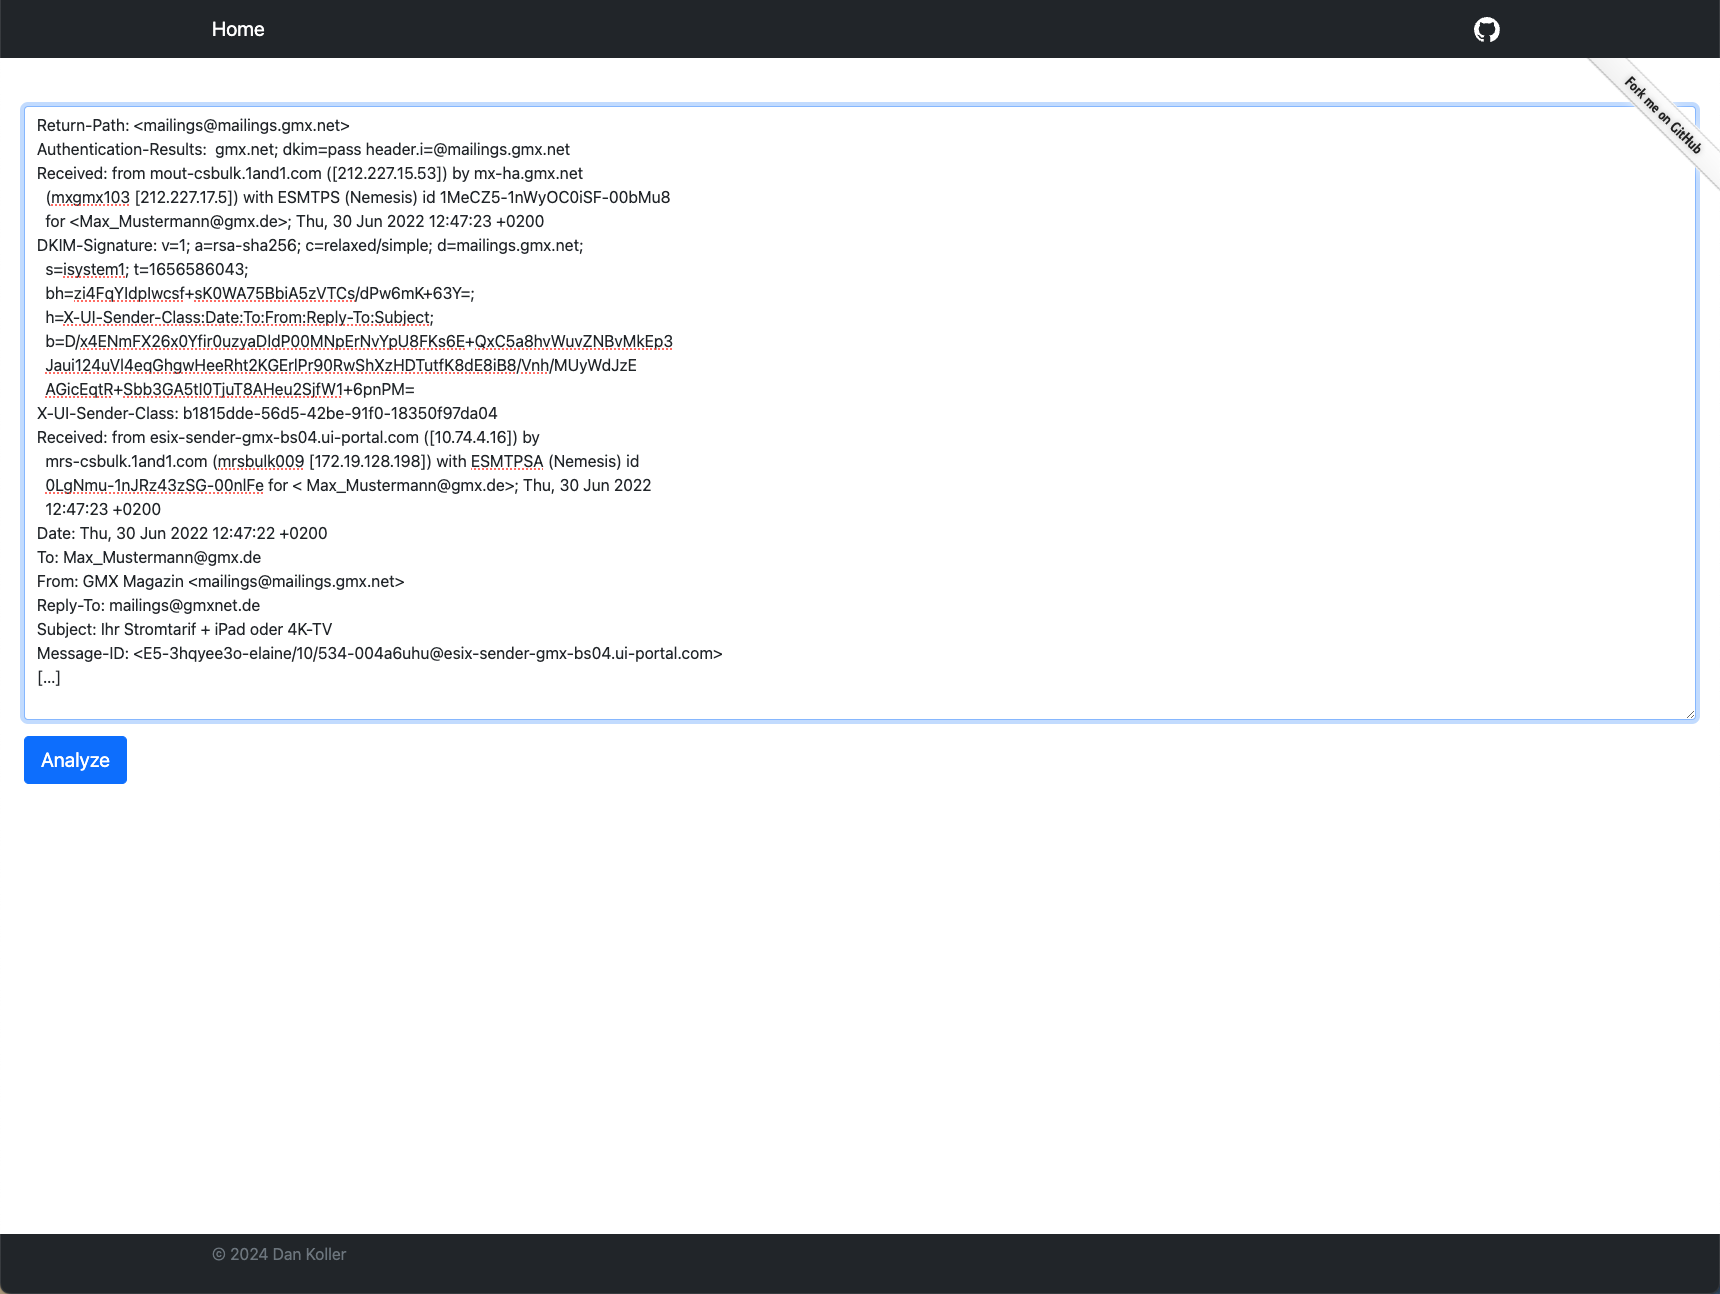 Home
Fork me on GitHub
Return-Path: <mailings@mailings.gmx.net>
Authentication-Results:  gmx.net; dkim=pass header.i=@mailings.gmx.net
Received: from mout-csbulk.1and1.com ([212.227.15.53]) by mx-ha.gmx.net
(mxgmx103 [212.227.17.5]) with ESMTPS (Nemesis) id 1MeCZ5-1nWyOC0iSF-00bMu8
for <Max_Mustermann@gmx.de>; Thu, 30 Jun 2022 12:47:23 +0200
DKIM-Signature: v=1; a=rsa-sha256; c=relaxed/simple; d=mailings.gmx.net;
s=isystem1; t=1656586043;
bh=zi4FqYIdpIwcsf+sK0WA75BbiA5zVTCs/dPw6mK+63Y=;
h=X-UI-Sender-Class:Date:To:From:Reply-To:Subject;
b=D/x4ENmFX26x0Yfir0uzyaDIdP00MNpErNvYpU8FKs6E+QxC5a8hvWuvZNBvMkEp3
Jaui124uVl4eqGhgwHeeRht2KGErlPr90RwShXzHDTutfK8dE8iB8/Vnh/MUyWdJzE
AGicEqtR+Sbb3GA5tI0TjuT8AHeu2SjfW1+6pnPM=
X-UI-Sender-Class: b1815dde-56d5-42be-91f0-18350f97da04
Received: from esix-sender-gmx-bs04.ui-portal.com ([10.74.4.16]) by
mrs-csbulk.1and1.com (mrsbulk009 [172.19.128.198]) with ESMTPSA (Nemesis) id
0LgNmu-1nJRz43zSG-00nlFe for < Max_Mustermann@gmx.de>; Thu, 30 Jun 2022
12:47:23 +0200
Date: Thu, 30 Jun 2022 12:47:22 +0200
To: Max_Mustermann@gmx.de
From: GMX Magazin <mailings@mailings.gmx.net>
Reply-To: mailings@gmxnet.de
Subject: Ihr Stromtarif + iPad oder 4K-TV
Message-ID: <E5-3hqyee3o-elaine/10/534-004a6uhu@esix-sender-gmx-bs04.ui-portal.com>
[...]
Analyze
© 2024 Dan Koller